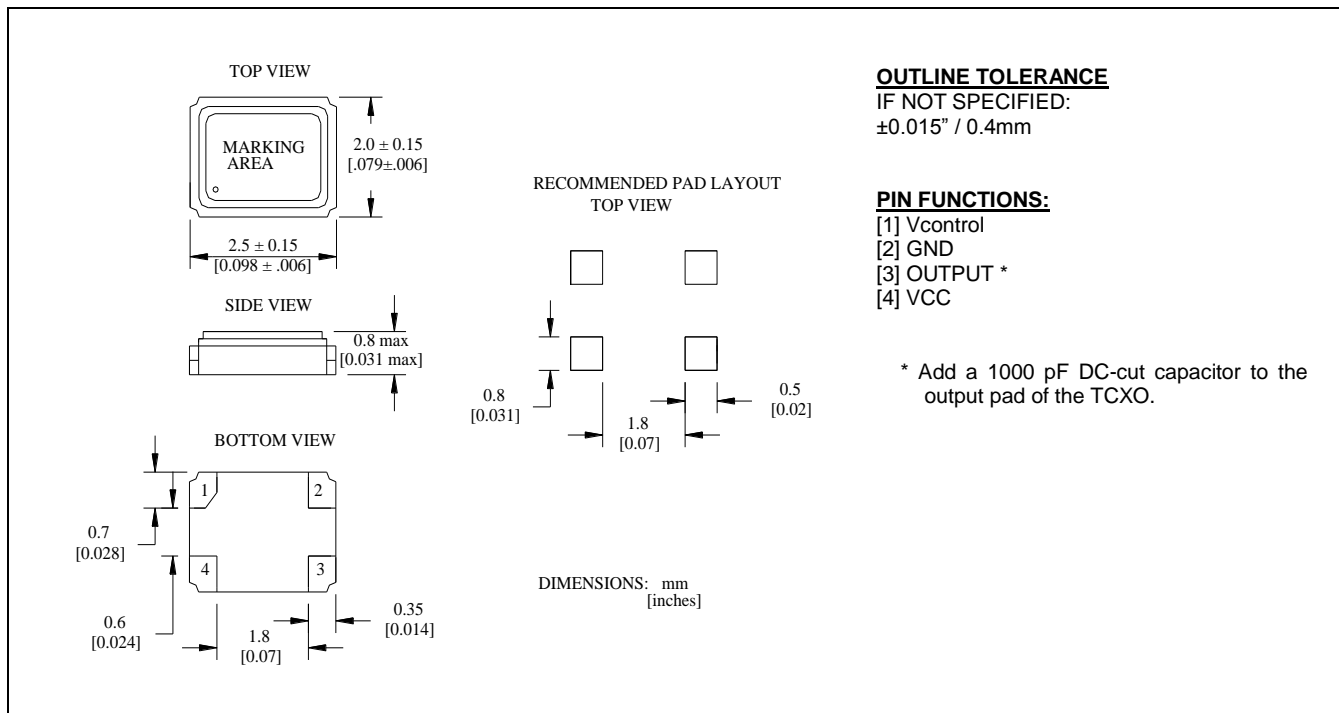 TOP VIEW
MARKING
AREA
2.0 ± 0.15
[.079±.006]
2.5 ± 0.15
[0.098 ± .006]
SIDE VIEW
0.8 max
[0.031 max]
BOTTOM VIEW
1
2
4
3
0.7
[0.028]
0.6
[0.024]
1.8
[0.07]
0.35
[0.014]
RECOMMENDED PAD LAYOUT
TOP VIEW
0.8
[0.031]
1.8
[0.07]
0.5
[0.02]
DIMENSIONS: mm
[inches]
OUTLINE TOLERANCE
IF NOT SPECIFIED:
±0.015” / 0.4mm
PIN FUNCTIONS:
[1] Vcontrol
[2] GND
[3] OUTPUT *
[4] VCC
* Add a 1000 pF DC-cut capacitor to the
output pad of the TCXO.